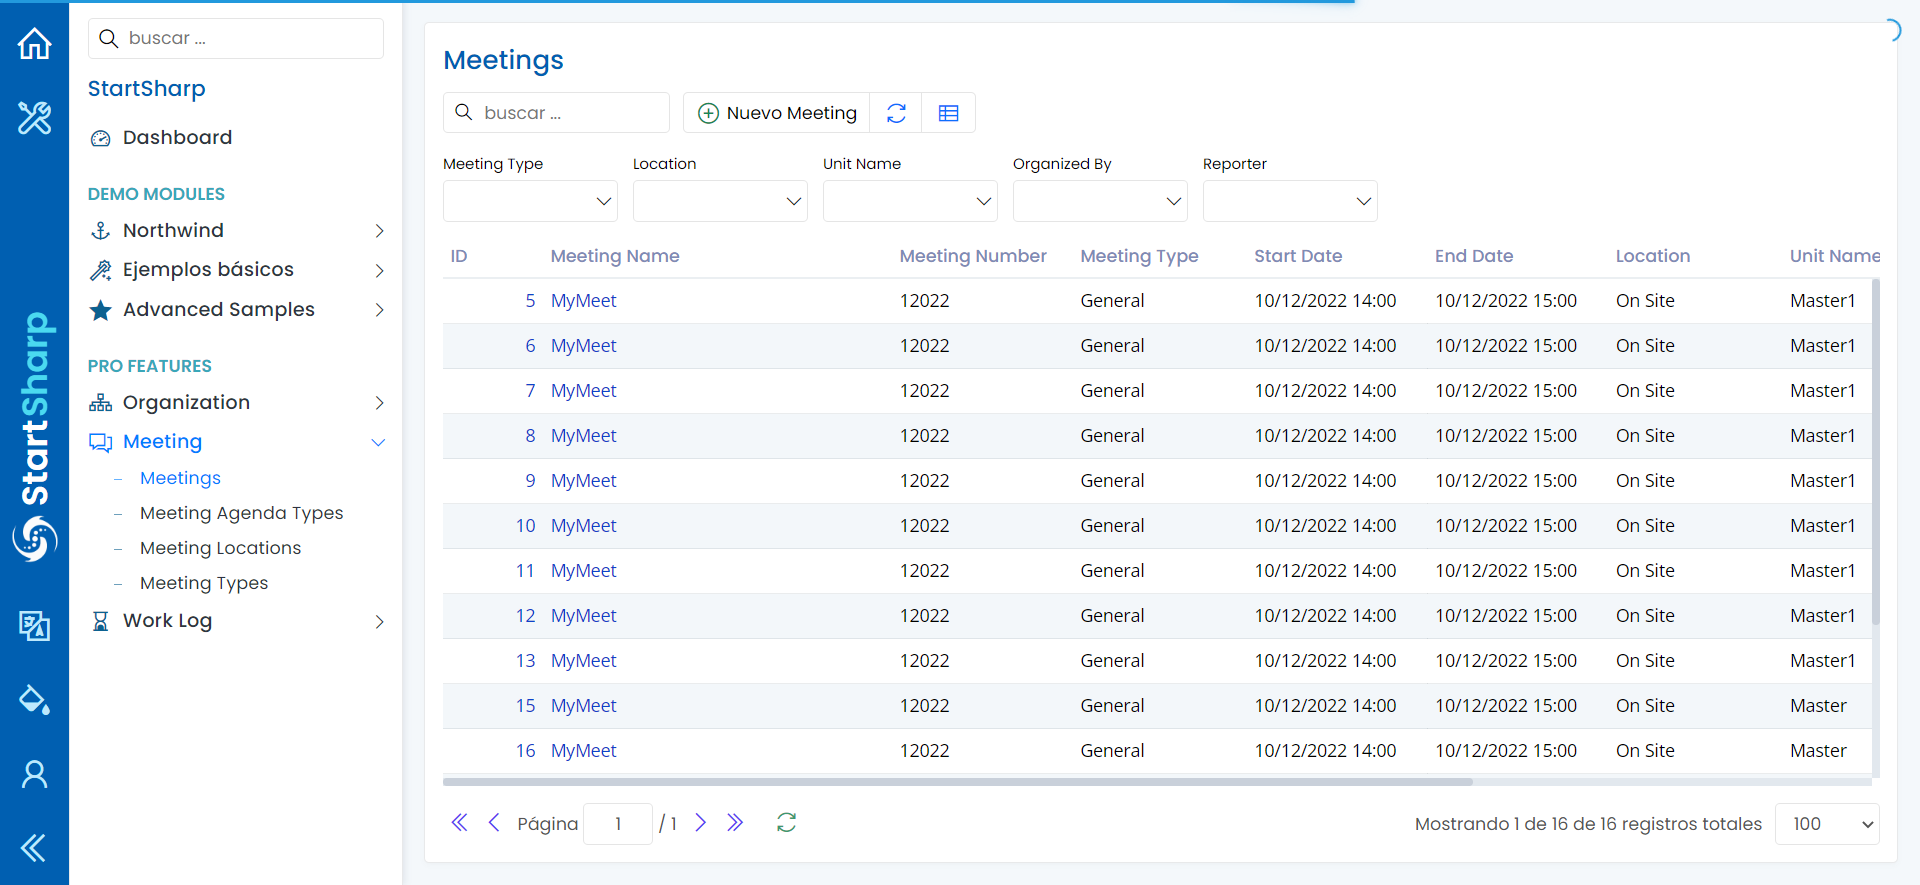 StartSharp
buscar ...
StartSharp
Dashboard
DEMO MODULES
Northwind
Ejemplos básicos
Advanced Samples
PRO FEATURES
Organization
Meeting
Meetings
Meeting Agenda Types
Meeting Locations
Meeting Types
Work Log
Meetings
buscar ...
Nuevo Meeting
Meeting Type Location Unit Name Organized By Reporter
ID Meeting Name Meeting Number Meeting Type Start Date End Date Location Unit Name
5 MyMeet 12022 General 10/12/2022 14:00 10/12/2022 15:00 On Site Master1
6 MyMeet 12022 General 10/12/2022 14:00 10/12/2022 15:00 On Site Master1
7 MyMeet 12022 General 10/12/2022 14:00 10/12/2022 15:00 On Site Master1
8 MyMeet 12022 General 10/12/2022 14:00 10/12/2022 15:00 On Site Master1
9 MyMeet 12022 General 10/12/2022 14:00 10/12/2022 15:00 On Site Master1
10 MyMeet 12022 General 10/12/2022 14:00 10/12/2022 15:00 On Site Master1
11 MyMeet 12022 General 10/12/2022 14:00 10/12/2022 15:00 On Site Master1
12 MyMeet 12022 General 10/12/2022 14:00 10/12/2022 15:00 On Site Master1
13 MyMeet 12022 General 10/12/2022 14:00 10/12/2022 15:00 On Site Master1
15 MyMeet 12022 General 10/12/2022 14:00 10/12/2022 15:00 On Site Master
16 MyMeet 12022 General 10/12/2022 14:00 10/12/2022 15:00 On Site Master
Página 1 / 1 Mostrando 1 de 16 de 16 registros totales 100